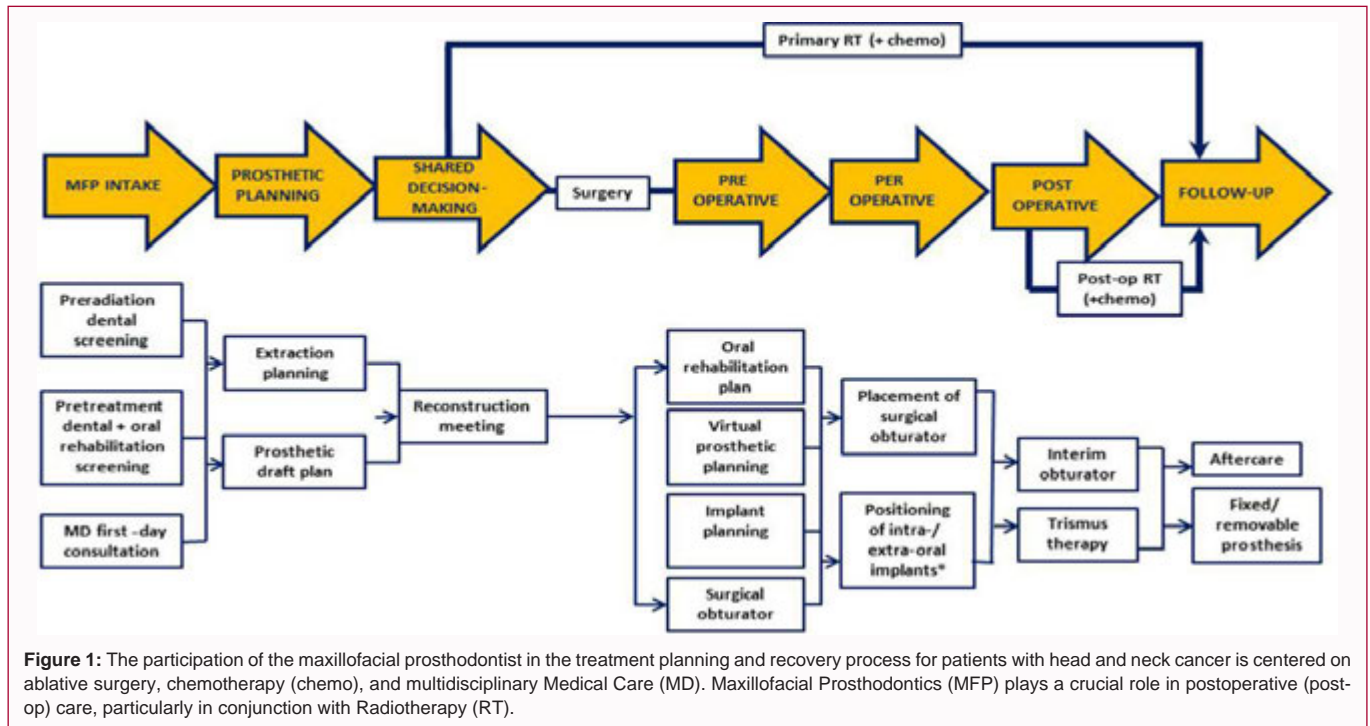 Primary RT (+ chemo)
MFP INTAKE
PROSTHETIC
PLANNING
SHARED
DECISION-
MAKING
Surgery
PRE
OPERATIVE
PER
OPERATIVE
POST
OPERATIVE
FOLLOW-UP
Post-op RT
(+chemo)
Preradiation
dental
screening
Pretreatment
dental + oral
rehabilitation
screening
MD first -day
consultation
Extraction
planning
Prosthetic
draft plan
Reconstruction
meeting
Oral
rehabilitation
plan
Virtual
prosthetic
planning
Implant
planning
Surgical
obturator
Placement of
surgical
obturator
Positioning
of intra-/
extra-oral
implants*
Interim
obturator
Trismus
therapy
Aftercare
Fixed/
removable
prosthesis
Figure 1: The participation of the maxillofacial prosthodontist in the treatment planning and recovery process for patients with head and neck cancer is centered on
ablative surgery, chemotherapy (chemo), and multidisciplinary Medical Care (MD). Maxillofacial Prosthodontics (MFP) plays a crucial role in postoperative (post-
op) care, particularly in conjunction with Radiotherapy (RT).